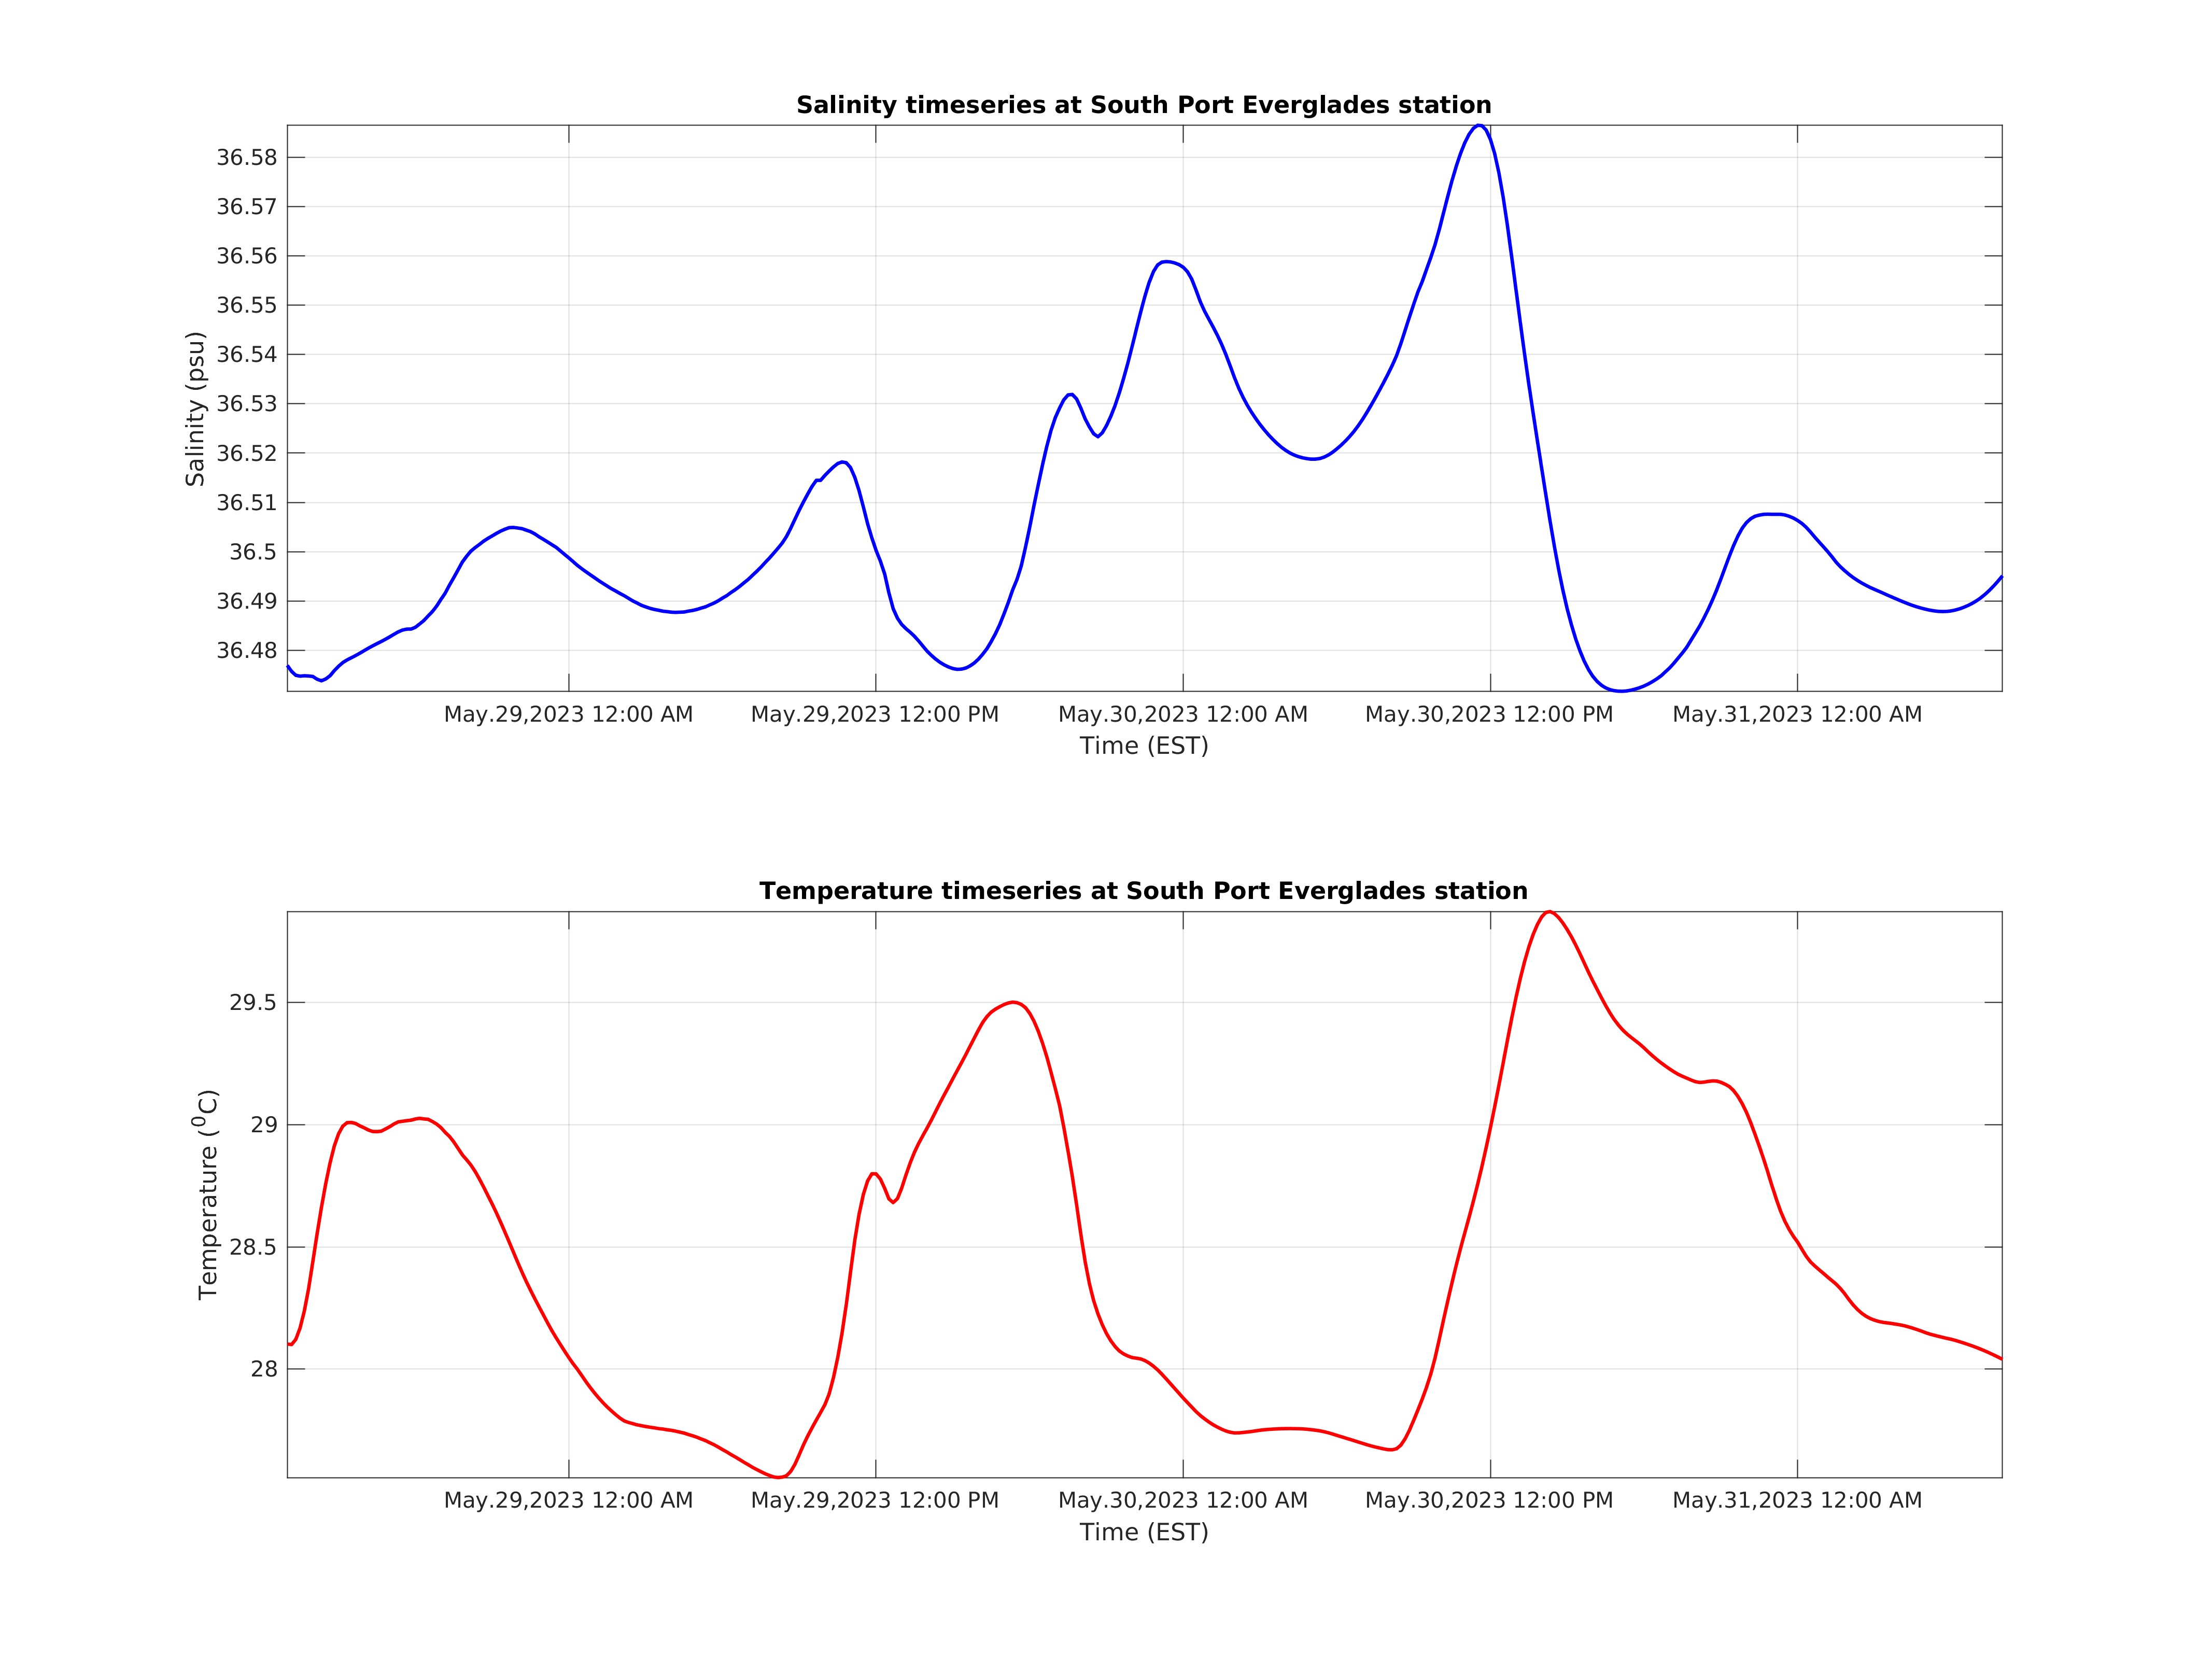 Salinity timeseries at South Port Everglades station
36.58
36.57
36.56
36.55
36.54
36.53
36.52
36.51
36.5
36.49
36.48
Salinity (psu)
May.29,2023 12:00 AM
May.29,2023 12:00 PM
May.30,2023 12:00 AM
May.30,2023 12:00 PM
May.31,2023 12:00 AM
Time (EST)
Temperature timeseries at South Port Everglades station
29.5
29
28.5
28
Temperature (⁰C)
May.29,2023 12:00 AM
May.29,2023 12:00 PM
May.30,2023 12:00 AM
May.30,2023 12:00 PM
May.31,2023 12:00 AM
Time (EST)